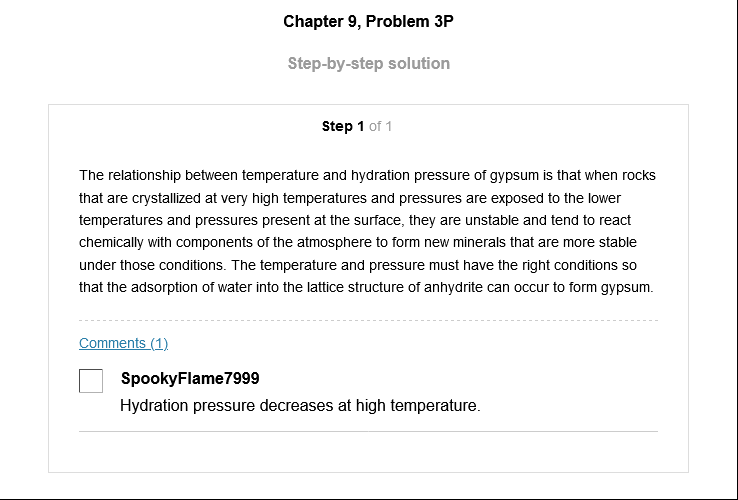 Chapter 9, Problem 3P
Step-by-step solution
Step 1 of 1
The relationship between temperature and hydration pressure of gypsum is that when rocks
that are crystallized at very high temperatures and pressures are exposed to the lower
temperatures and pressures present at the surface, they are unstable and tend to react
chemically with components of the atmosphere to form new minerals that are more stable
under those conditions. The temperature and pressure must have the right conditions so
that the adsorption of water into the lattice structure of anhydrite can occur to form gypsum.
Comments (1)
SpookyFlame7999
Hydration pressure decreases at high temperature.